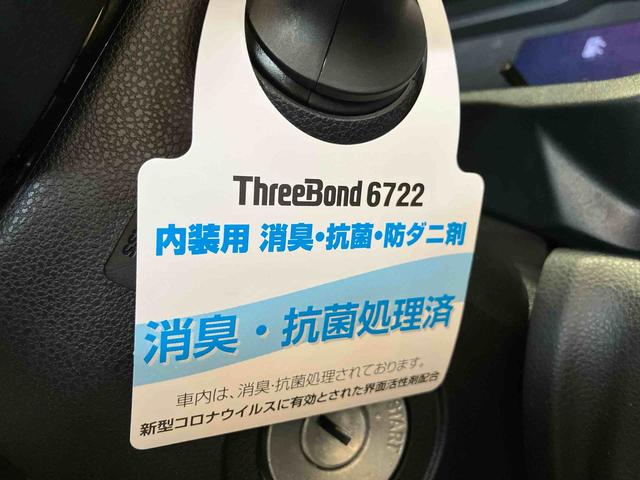 ThreeBond 6722
内装用 消臭・抗菌・防ダニ剤
消臭・抗菌処理済
車内は、消臭・抗菌処理されております。
新型コロナウイルスに有効とされた界面活性剤配合
START